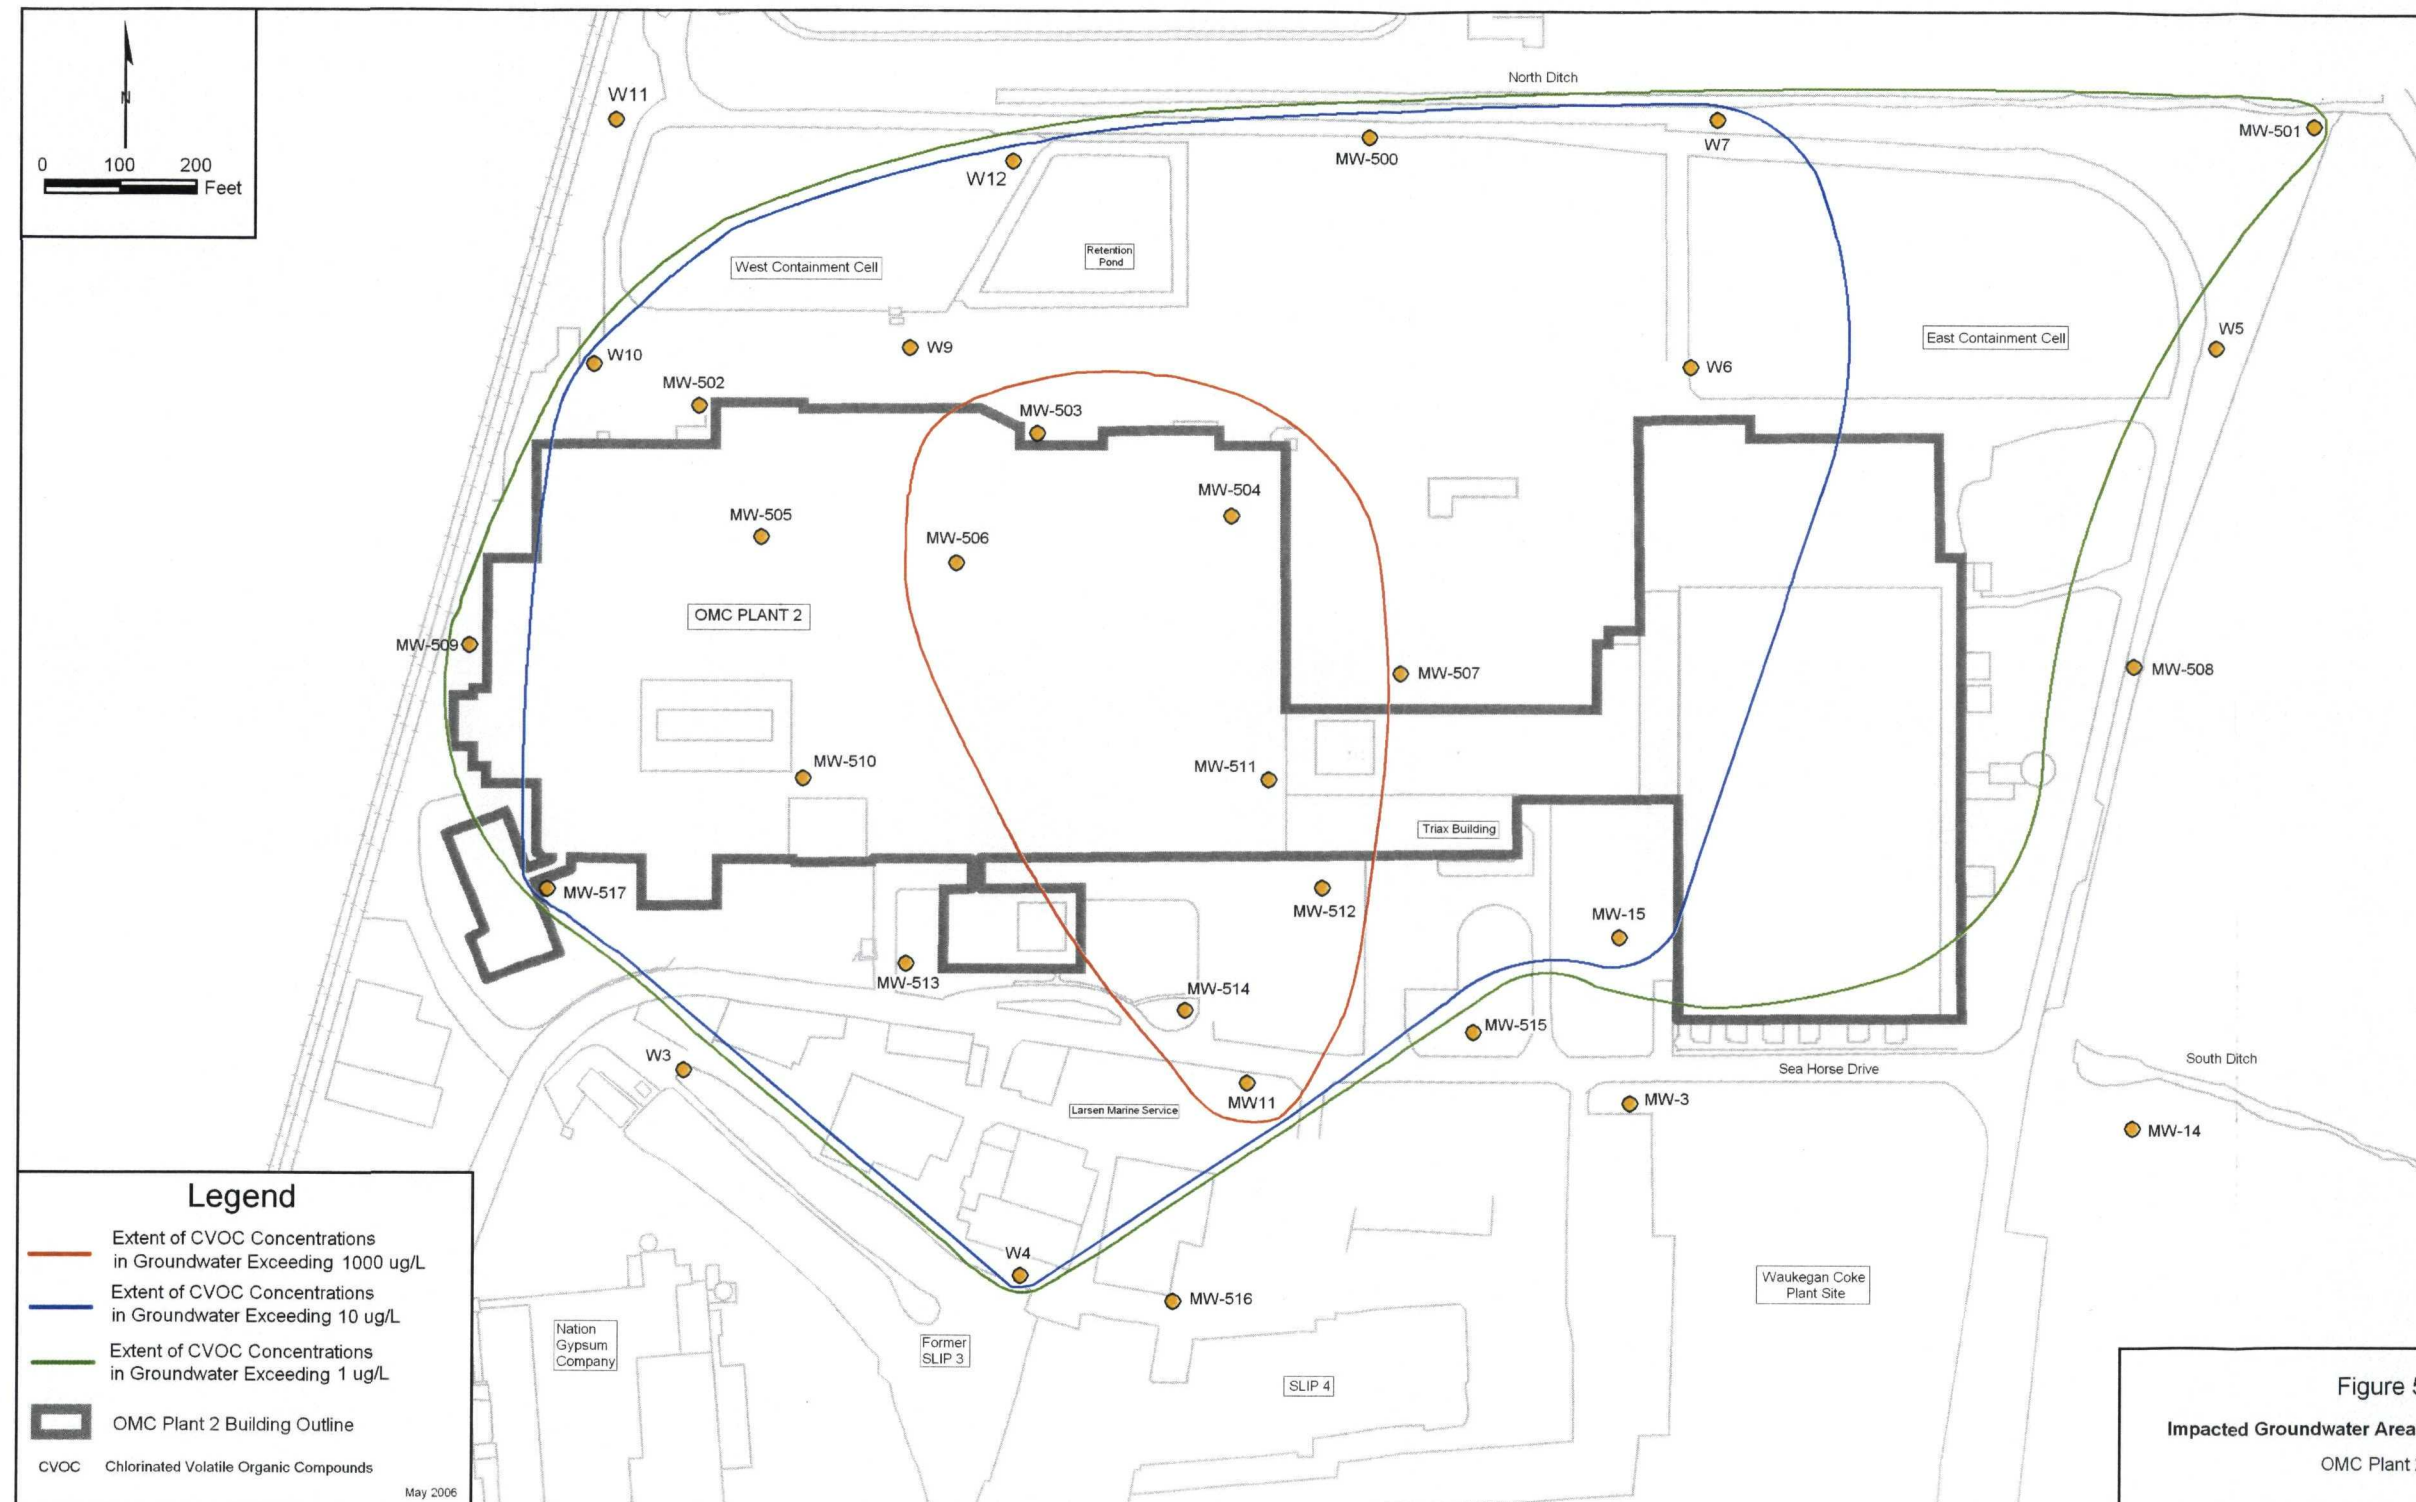 N
0 100 200
Feet
North Ditch
W11
W12
MW-500
W7
MW-501
West Containment Cell
Retention
Pond
East Containment Cell
W5
W10
W9
W6
MW-502
MW-503
MW-504
MW-505
MW-506
OMC PLANT 2
MW-509
MW-507
MW-508
MW-510
MW-511
Triax Building
MW-517
MW-512
MW-15
MW-513
MW-514
MW-515
W3
South Ditch
Sea Horse Drive
MW11
Larsen Marine Service
MW-3
MW-14
W4
MW-516
Waukegan Coke
Plant Site
Nation
Gypsum
Company
Former
SLIP 3
SLIP 4
Legend
Extent of CVOC Concentrations
in Groundwater Exceeding 1000 ug/L
Extent of CVOC Concentrations
in Groundwater Exceeding 10 ug/L
Extent of CVOC Concentrations
in Groundwater Exceeding 1 ug/L
OMC Plant 2 Building Outline
CVOC Chlorinated Volatile Organic Compounds
May 2006
Figure
Impacted Groundwater Area
OMC Plant